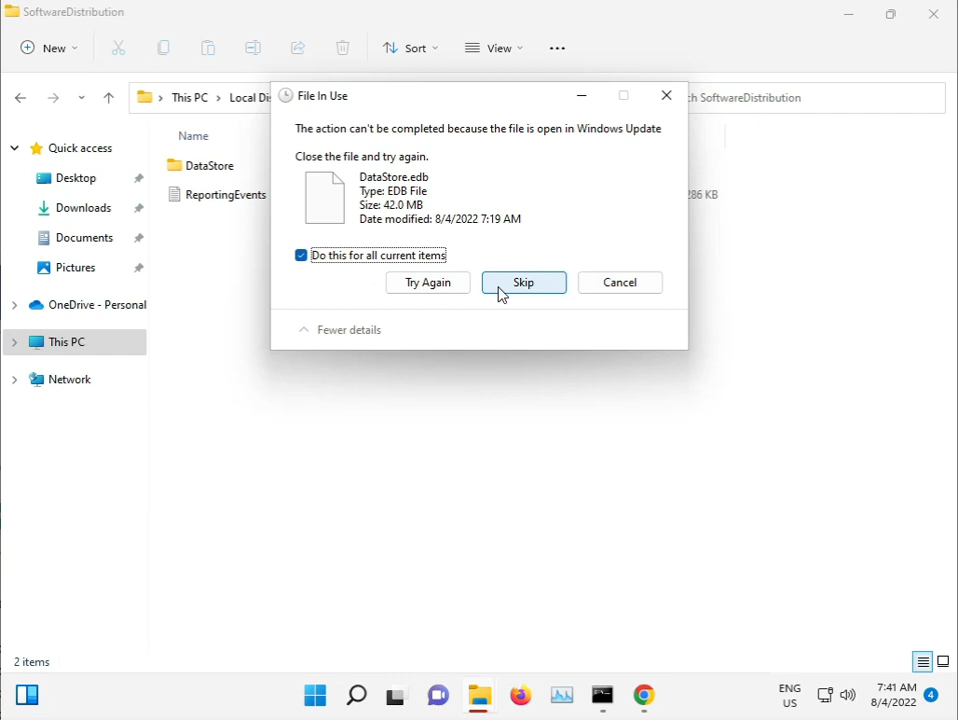 SoftwareDistribution
New
Sort
View
This PC
Local Di
ch SoftwareDistribution
File In Use
The action can't be completed because the file is open in Windows Update
Close the file and try again.
DataStore.edb
Type: EDB File
Size: 42.0 MB
Date modified: 8/4/2022 7:19 AM
Do this for all current items
Try Again
Skip
Cancel
Fewer details
Name
DataStore
ReportingEvents
286 KB
Quick access
Desktop
Downloads
Documents
Pictures
OneDrive - Personal
This PC
Network
2 items
ENG
US
7:41 AM
8/4/2022
4